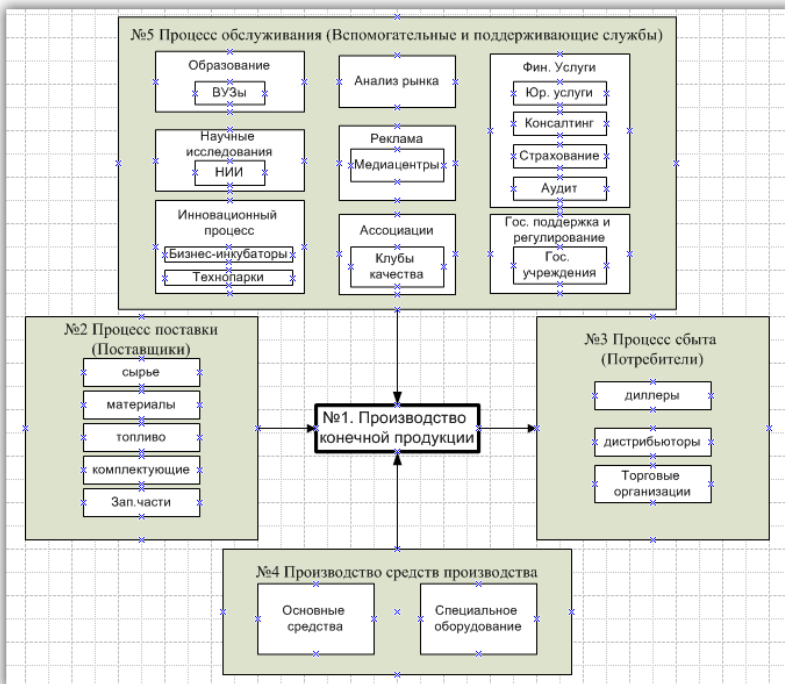 №5 Процесс обслуживания (Вспомогательные и поддерживающие службы)
Образование
ВУЗы
Анализ рынка
Фин. Услуги
Юр. услуги
Консалтинг
Страхование
Аудит
Научные
исследования
НИИ
Реклама
Медиацентры
Инновационный
процесс
Бизнес-инкубаторы
Технопарки
Ассоциации
Клубы
качества
Гос. поддержка и
регулирование
Гос.
учреждения
№2 Процесс поставки
(Поставщики)
сырье
материалы
топливо
комплектующие
Зап.части
№1. Производство
конечной продукции
№3 Процесс сбыта
(Потребители)
диллеры
дистрибьюторы
Торговые
организации
№4 Производство средств производства
Основные
средства
Специальное
оборудование